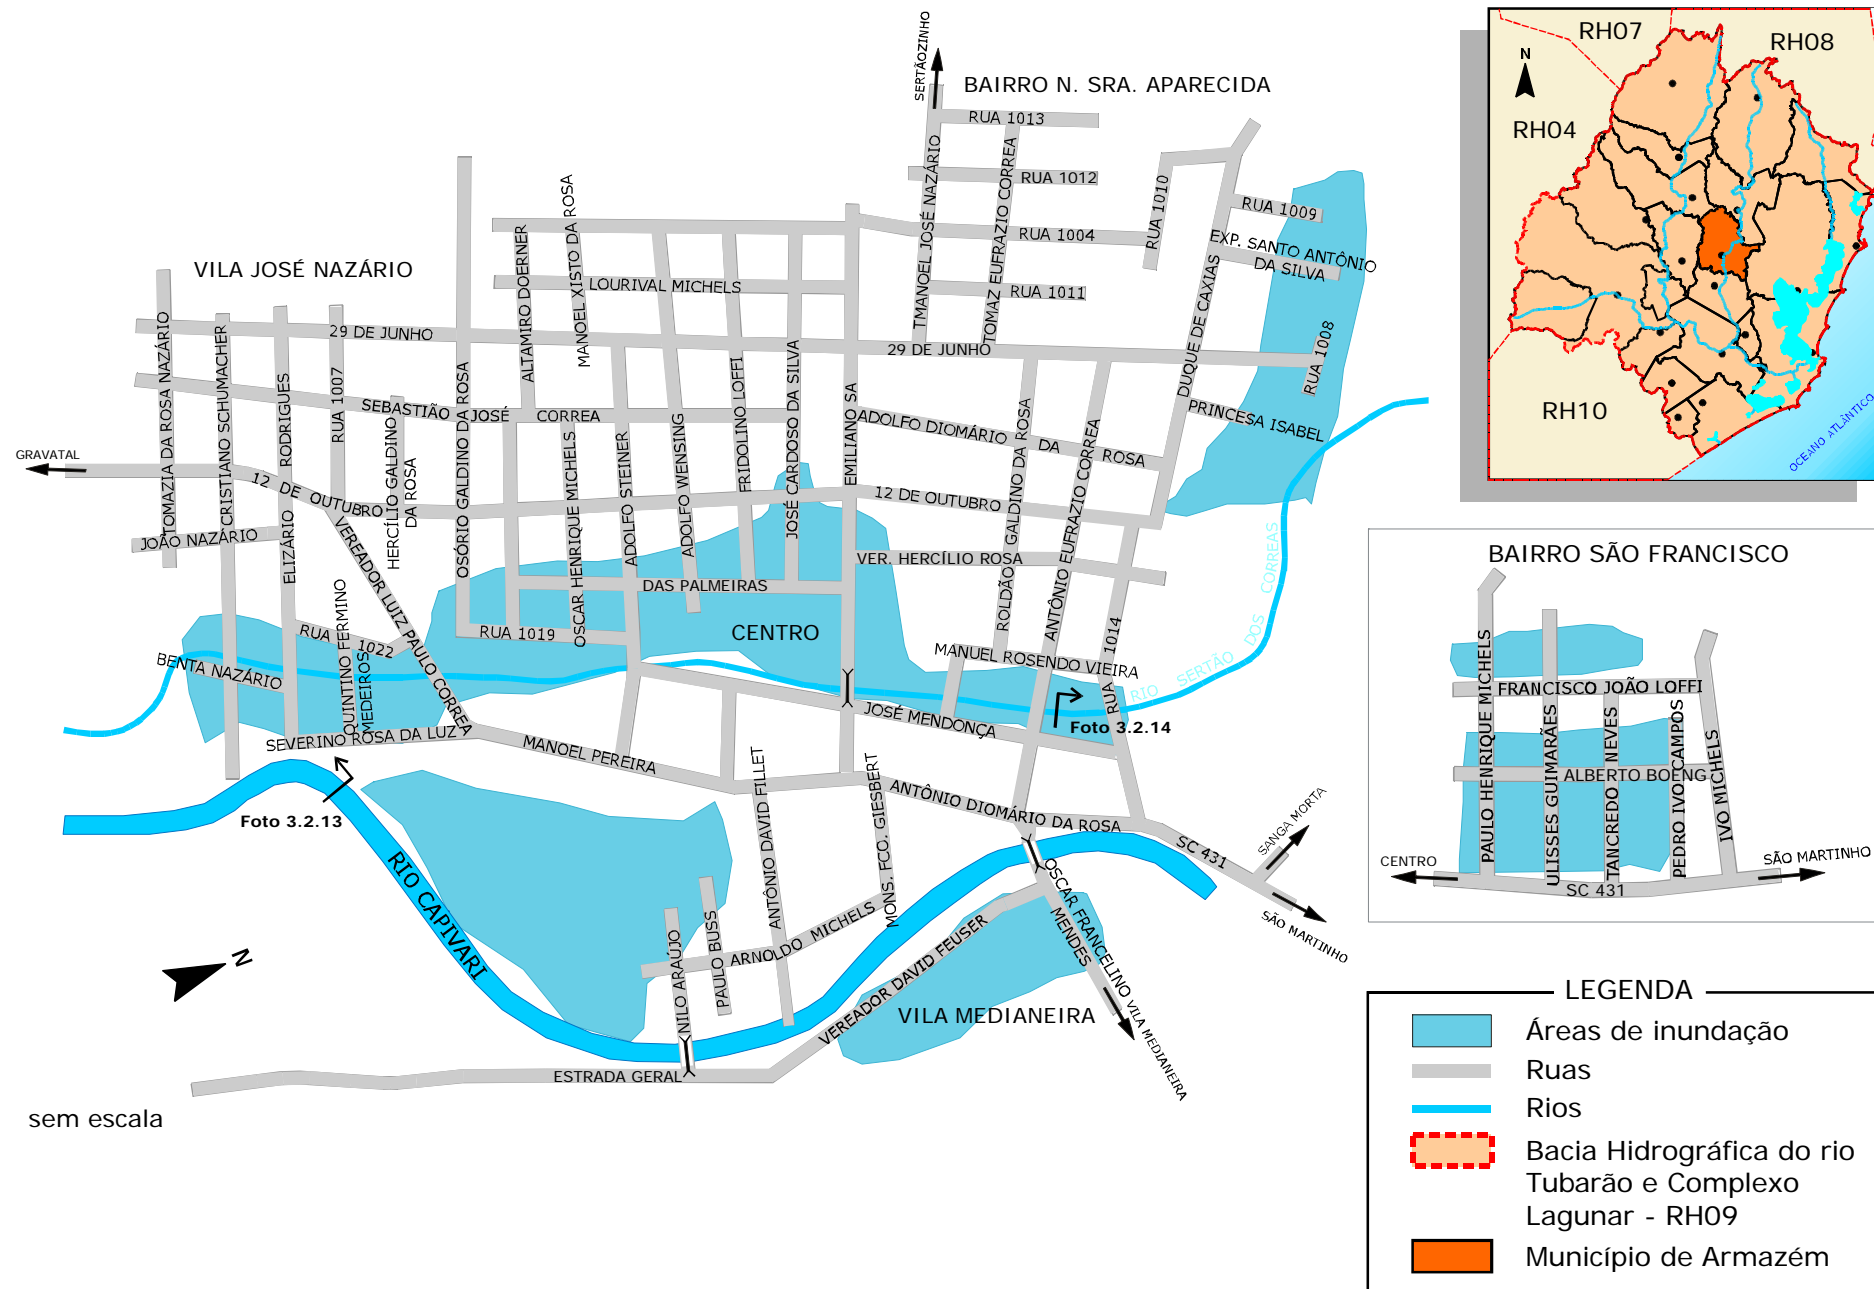 SERTÃOZINHO
BAIRRO N. SRA. APARECIDA
RUA 1013
RUA 1012
RUA 1004
RUA 1011
TMANOEL JOSÉ NAZÁRIO
TOMAZ EUFRAZIO CORREA
RUA 1010
RUA 1009
EXP. SANTO ANTÔNIO
DA SILVA
RUA 1008
DUQUE DE CAXIAS
PRINCESA ISABEL
VILA JOSÉ NAZÁRIO
ALTAMIRO DOERNER
MANOEL XISTO DA ROSA
LOURIVAL MICHELS
29 DE JUNHO
29 DE JUNHO
TOMAZIA DA ROSA NAZÁRIO
CRISTIANO SCHUMACHER
ELIZÁRIO RODRIGUES
RUA 1007
HERCÍLIO GALDINO
DA ROSA
OSÓRIO GALDINO DA ROSA
SEBASTIÃO JOSÉ CORREA
OSCAR HENRIQUE MICHELS
ADOLFO STEINER
ADOLFO WENSING
FRIDOLINO LOFFI
JOSÉ CARDOSO DA SILVA
EMILIANO SA
ADOLFO DIOMÁRIO DA ROSA
ROLDÃO GALDINO DA ROSA
ANTÔNIO EUFRAZIO CORREA
GRAVATAL
12 DE OUTUBRO
12 DE OUTUBRO
JOÃO NAZÁRIO
VEREADOR LUIZ PAULO CORREA
VER. HERCÍLIO ROSA
DAS PALMEIRAS
CENTRO
RUA 1019
RUA 1022
QUINTINO FERMINO
MEDEIROS
BENTA NAZÁRIO
MANUEL ROSENDO VIEIRA
RUA 1014
RIO SERTÃO DOS CORREAS
Foto 3.2.14
JOSÉ MENDONÇA
SEVERINO ROSA DA LUZ
MANOEL PEREIRA
ANTÔNIO DAVID FILLET
MONS. FCO. GIESBERT
ANTÔNIO DIOMÁRIO DA ROSA
SC 431
SANGA MORTA
SÃO MARTINHO
Foto 3.2.13
RIO CAPIVARI
OSCAR FRANCELINO
MENDES
VILA MEDIANEIRA
NILO ARAÚJO
PAULO BUSS
ARNOLDO MICHELS
VEREADOR DAVID FEUSER
VILA MEDIANEIRA
ESTRADA GERAL
N
sem escala
RH07
RH08
N
RH04
RH10
OCEANO ATLÂNTICO
BAIRRO SÃO FRANCISCO
PAULO HENRIQUE MICHELS
ULISSES GUIMARÃES
TANCREDO NEVES
PEDRO IVO CAMPOS
IVO MICHELS
FRANCISCO JOÃO LOFFI
ALBERTO BOENG
CENTRO
SC 431
SÃO MARTINHO
LEGENDA
Áreas de inundação
Ruas
Rios
Bacia Hidrográfica do rio
Tubarão e Complexo
Lagunar - RH09
Município de Armazém